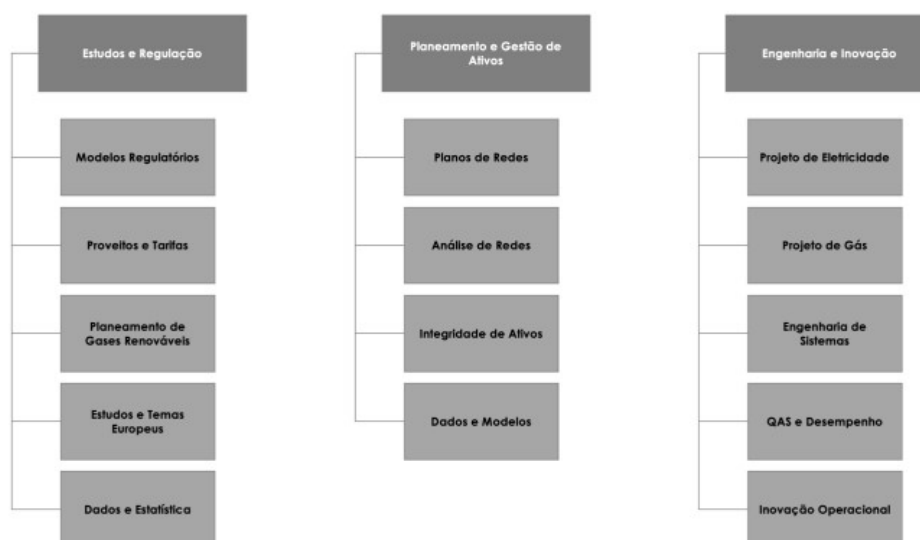 Estudos e Regulação
Modelos Regulatórios
Proveitos e Tarifas
Planeamento de
Gases Renováveis
Estudos e Temas
Europeus
Dados e Estatística
Planeamento e Gestão de
Ativos
Planos de Redes
Análise de Redes
Integridade de Ativos
Dados e Modelos
Engenharia e Inovação
Projeto de Eletricidade
Projeto de Gás
Engenharia de
Sistemas
QAS e Desempenho
Inovação Operacional